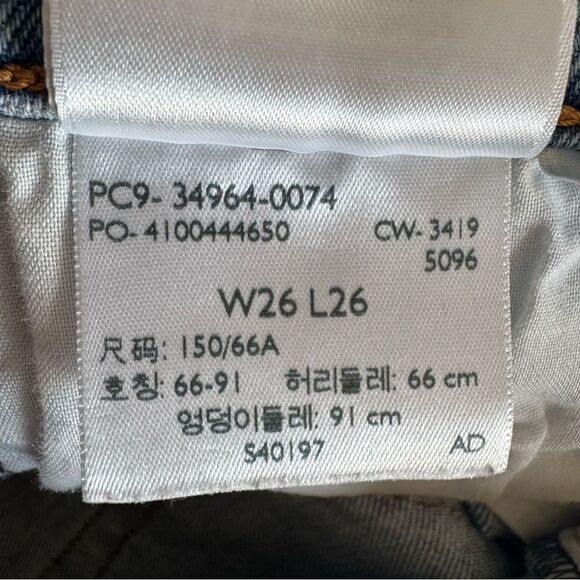 PC9- 34964-0074
PO- 4100444650 CW- 3419
5096
W26 L26
尺码: 150/66A
호칭: 66-91 허리둘레: 66 cm
엉덩이둘레: 91 cm
S40197 AD